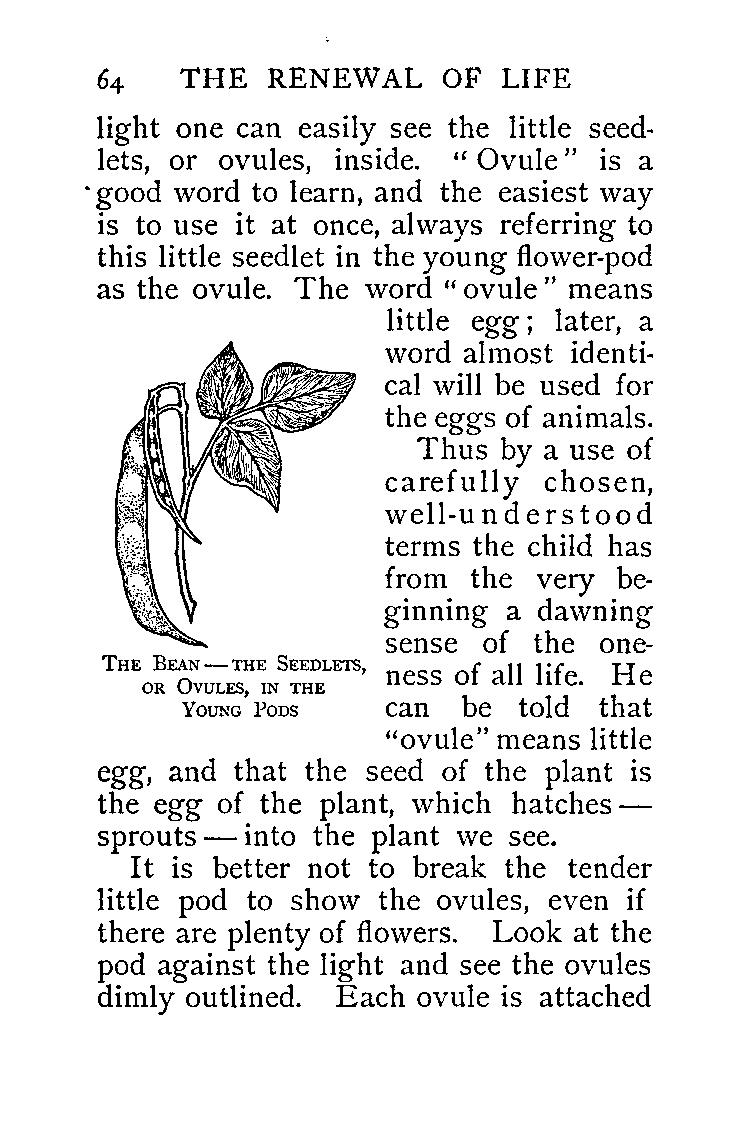 64 THE RENEWAL OF LIFE
light one can easily see the little seed-
lets, or ovules, inside. “Ovule” is a
good word to learn, and the easiest way
is to use it at once, always referring to
this little seedlet in the young flower-pod
as the ovule. The word “ovule” means
little egg; later, a
word almost identi-
cal will be used for
the eggs of animals.
Thus by a use of
carefully chosen,
well-understood
terms the child has
from the very be-
ginning a dawning
sense of the one-
ness of all life. He
can be told that
“ovule” means little
THE BEAN—THE SEEDLETS,
OR OVULES, IN THE
YOUNG PODS
egg, and that the seed of the plant is
the egg of the plant, which hatches—
sprouts—into the plant we see.
It is better not to break the tender
little pod to show the ovules, even if
there are plenty of flowers. Look at the
pod against the light and see the ovules
dimly outlined. Each ovule is attached